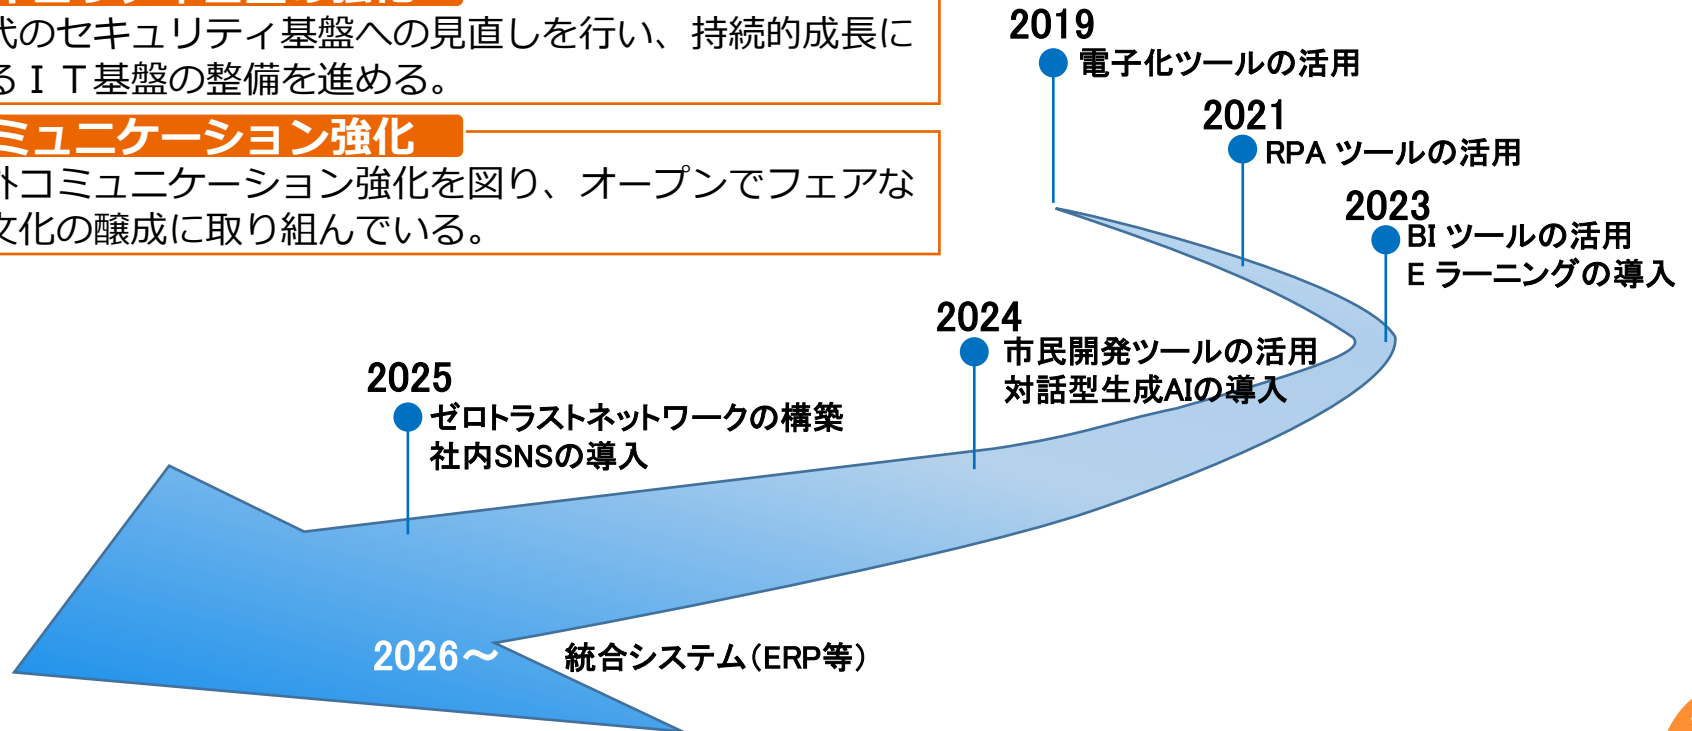 代のセキュリティ基盤への見直しを行い、持続的成長に
るＩＴ基盤の整備を進める。
ミュニケーション強化
外コミュニケーション強化を図り、オープンでフェアな
文化の醸成に取り組んでいる。
2019
電子化ツールの活用
2021
RPA ツールの活用
2023
BI ツールの活用
E ラーニングの導入
2024
市民開発ツールの活用
対話型生成AIの導入
2025
ゼロトラストネットワークの構築
社内SNSの導入
2026～
統合システム（ERP等）